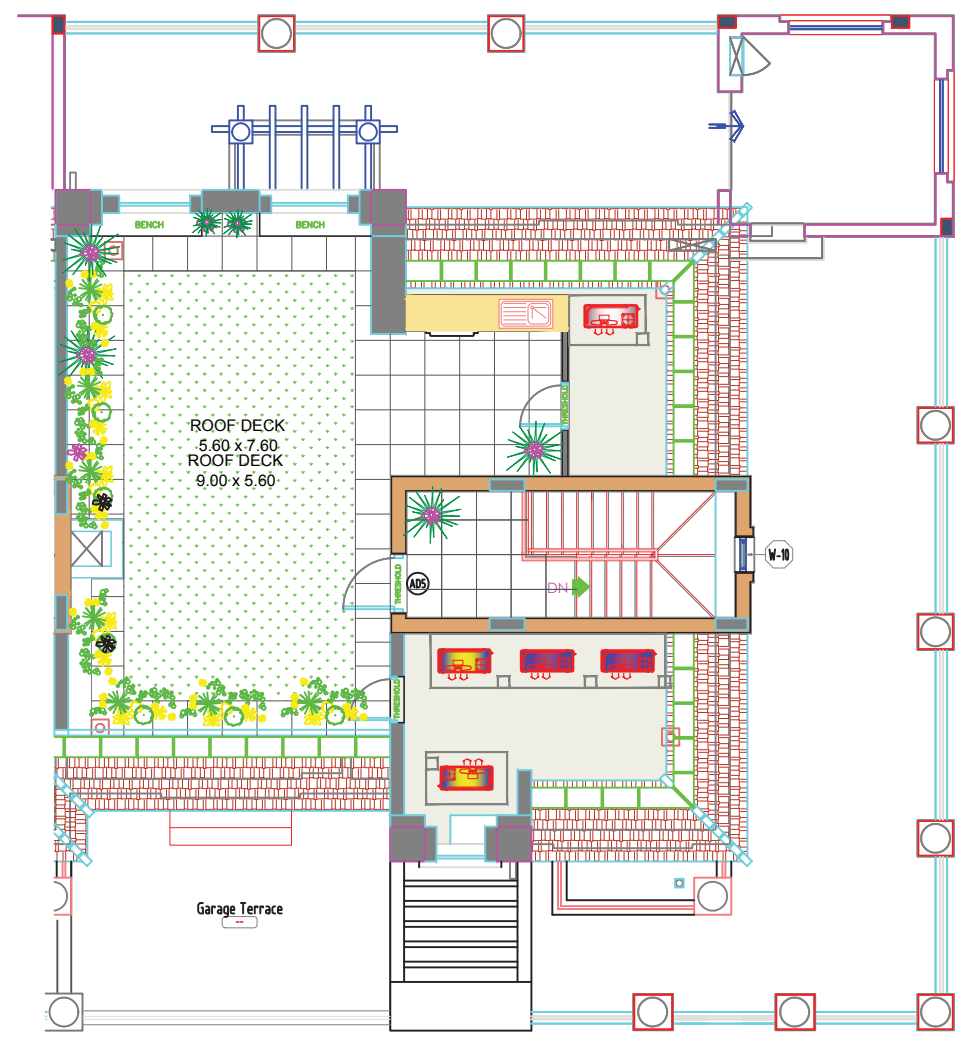 BENCH
BENCH
THRESHOLD
ROOF DECK
5.60 x 7.60
ROOF DECK
9.00 x 5.60
W-10
THRESHOLD
AD5
DN
THRESHOLD
Garage Terrace
--